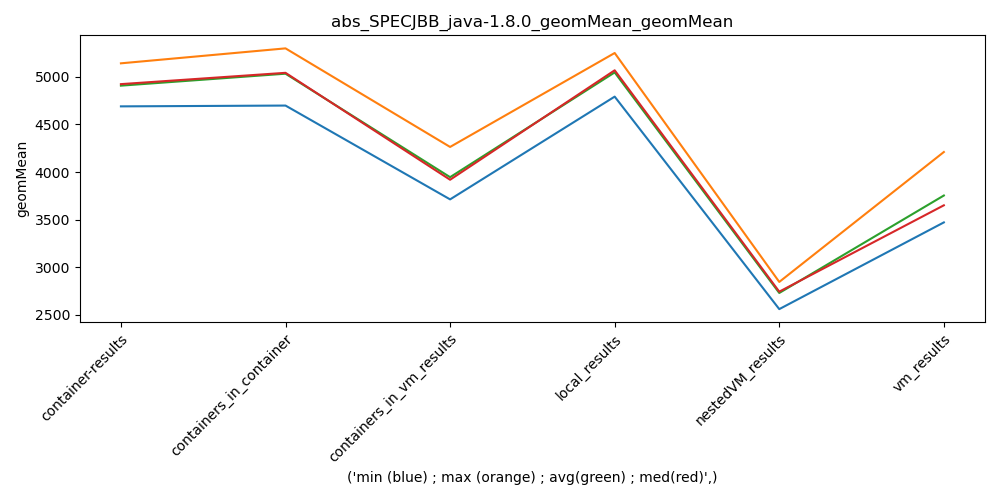 abs_SPECJBB_java-1.8.0_geomMean_geomMean
geomMean
5000
4500
4000
3500
3000
2500
container-results
containers_in_container
containers_in_vm_results
local_results
nestedVM_results
vm_results
('min (blue) ; max (orange) ; avg(green) ; med(red)',)